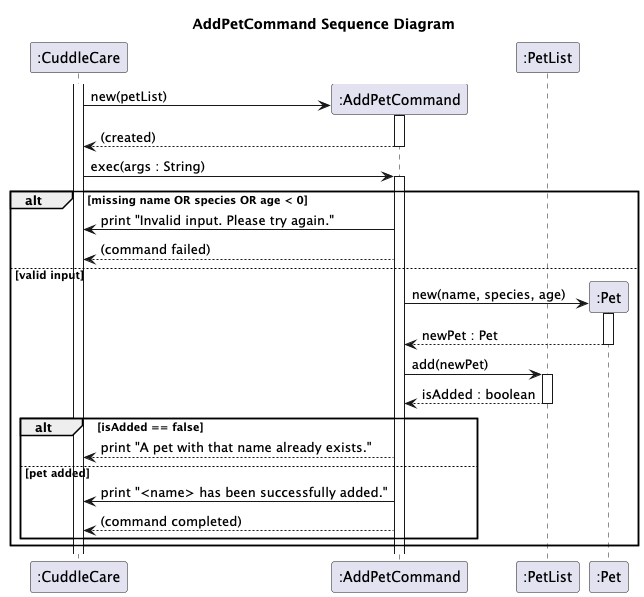 AddPetCommand Sequence Diagram
:CuddleCare
:PetList
new(petList)
:AddPetCommand
(created)
exec(args : String)
alt
[missing name OR species OR age < 0]
print "Invalid input. Please try again."
(command failed)
[valid input]
new(name, species, age)
:Pet
newPet : Pet
add(newPet)
isAdded : boolean
alt
[isAdded == false]
print "A pet with that name already exists."
[pet added]
print "<name> has been successfully added."
(command completed)
:CuddleCare
:AddPetCommand
:PetList
:Pet